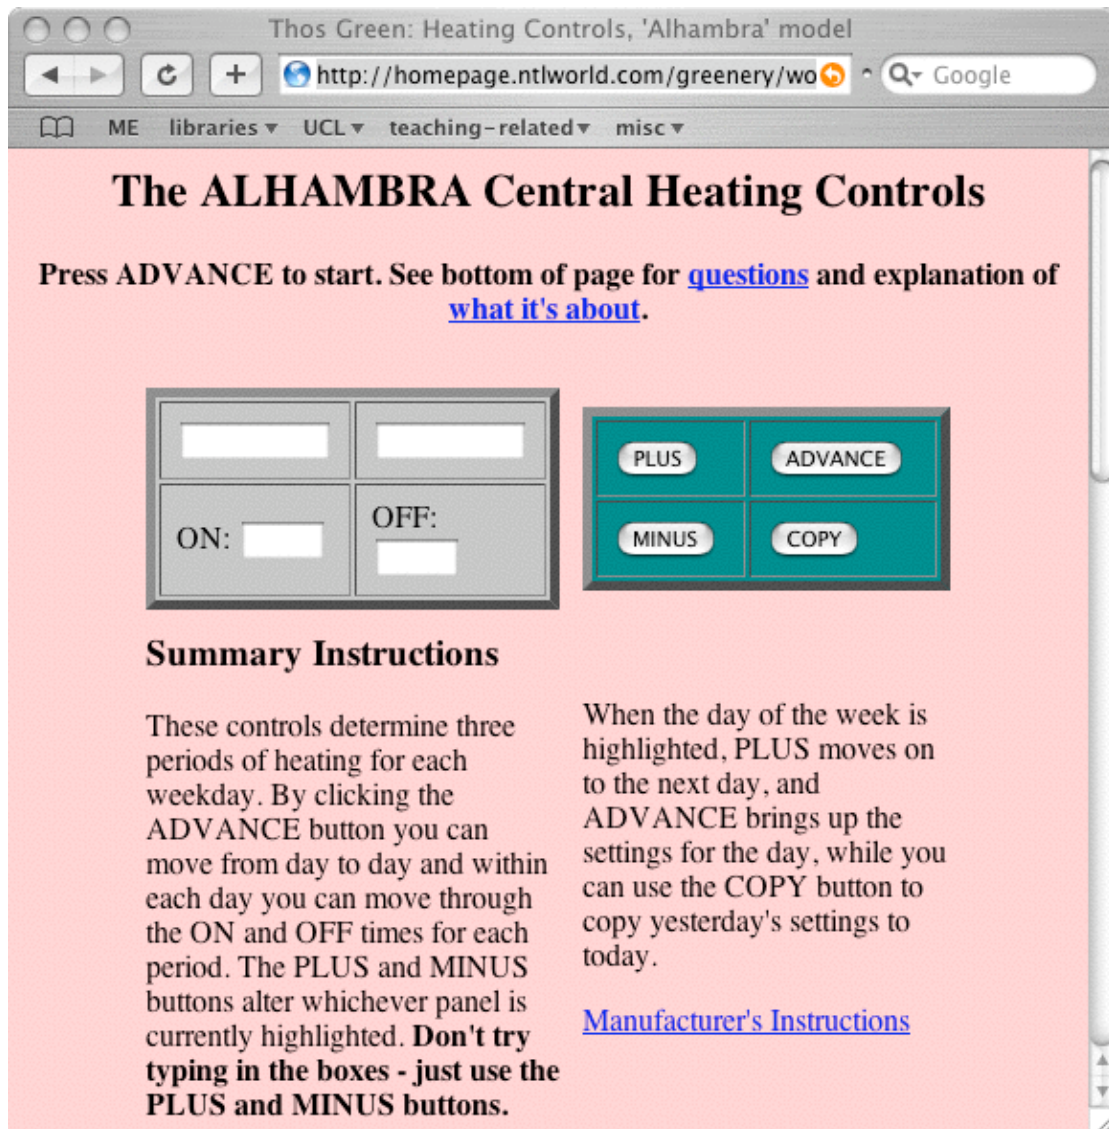 Thos Green: Heating Controls, 'Alhambra' model
http://homepage.ntlworld.com/greenery/wo
Google
ME libraries UCL teaching-related misc
The ALHAMBRA Central Heating Controls
Press ADVANCE to start. See bottom of page for questions and explanation of
what it's about.
ON:
OFF:
PLUS
ADVANCE
MINUS
COPY
Summary Instructions
These controls determine three
periods of heating for each
weekday. By clicking the
ADVANCE button you can
move from day to day and within
each day you can move through
the ON and OFF times for each
period. The PLUS and MINUS
buttons alter whichever panel is
currently highlighted. Don't try
typing in the boxes - just use the
PLUS and MINUS buttons.
When the day of the week is
highlighted, PLUS moves on
to the next day, and
ADVANCE brings up the
settings for the day, while you
can use the COPY button to
copy yesterday's settings to
today.
Manufacturer's Instructions